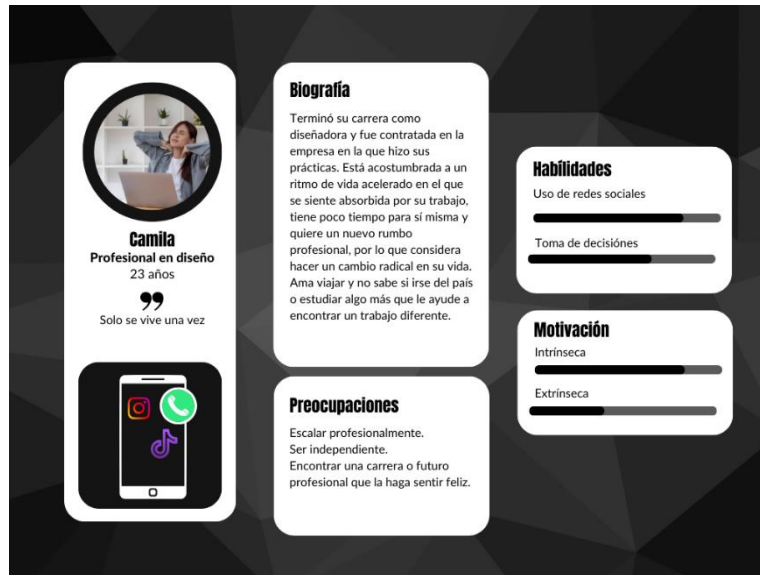 Camila
Profesional en diseño
23 años
”
Solo se vive una vez
Biografía
Terminó su carrera como
diseñadora y fue contratada en la
empresa en la que hizo sus
prácticas. Está acostumbrada a un
ritmo de vida acelerado en el que
se siente absorbida por su trabajo,
tiene poco tiempo para sí misma y
quiere un nuevo rumbo
profesional, por lo que considera
hacer un cambio radical en su vida.
Ama viajar y no sabe si irse del país
o estudiar algo más que le ayude a
encontrar un trabajo diferente.
Preocupaciones
Escalar profesionalmente.
Ser independiente.
Encontrar una carrera o futuro
profesional que la haga sentir feliz.
Habílidades
Uso de redes sociales
Toma de decisiónes
Motivación
Intrínseca
Extrínseca